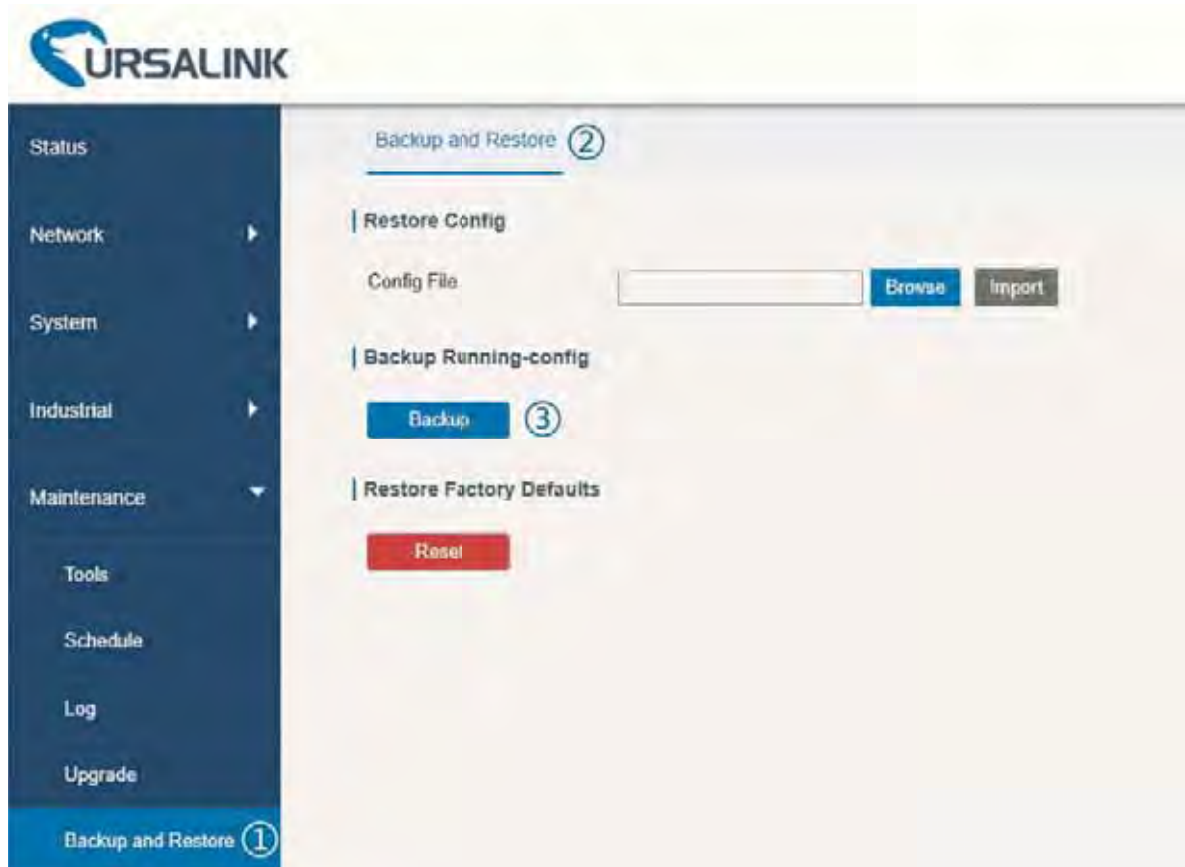 URSALINK
Status
Network
System
Industrial
Maintenance
Tools
Schedule
Log
Upgrade
Backup and Restore ①
Backup and Restore ②
Restore Config
Config File Browse Import
Backup Running-config
Backup ③
Restore Factory Defaults
Reset